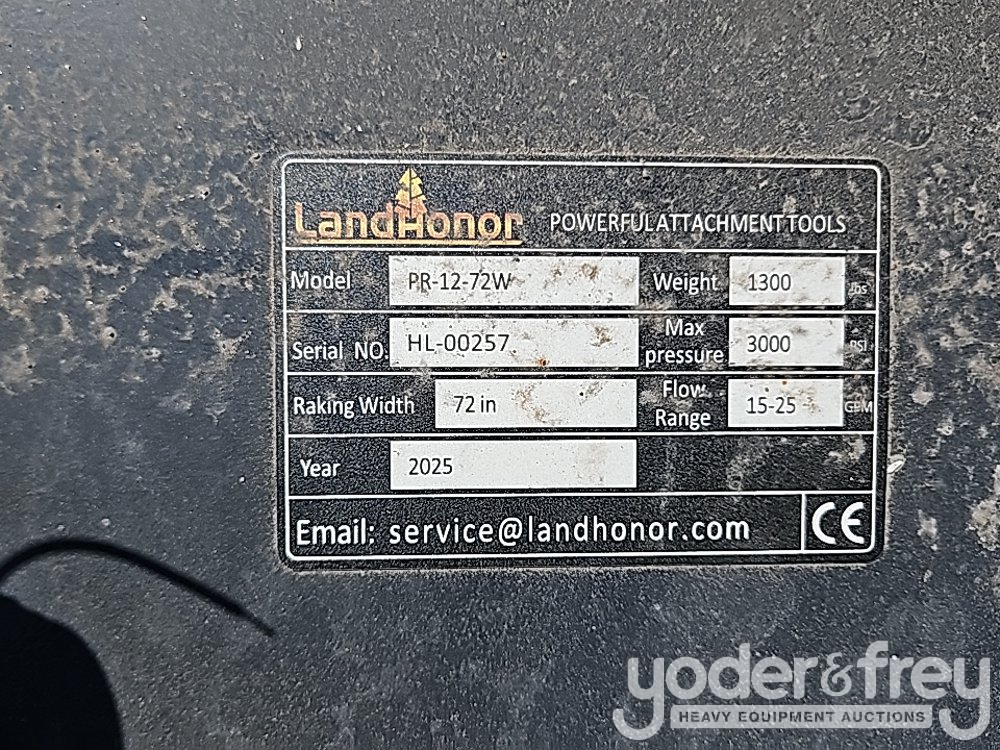 LandHonor POWERFUL ATTACHMENT TOOLS
Model PR-12-72W Weight 1300 lbs
Serial NO. HL-00257 Max pressure 3000 PSI
Raking Width 72 in Flow Range 15-25 GPM
Year 2025
Email: service@landhonor.com CE
yoder&frey
HEAVY EQUIPMENT AUCTIONS